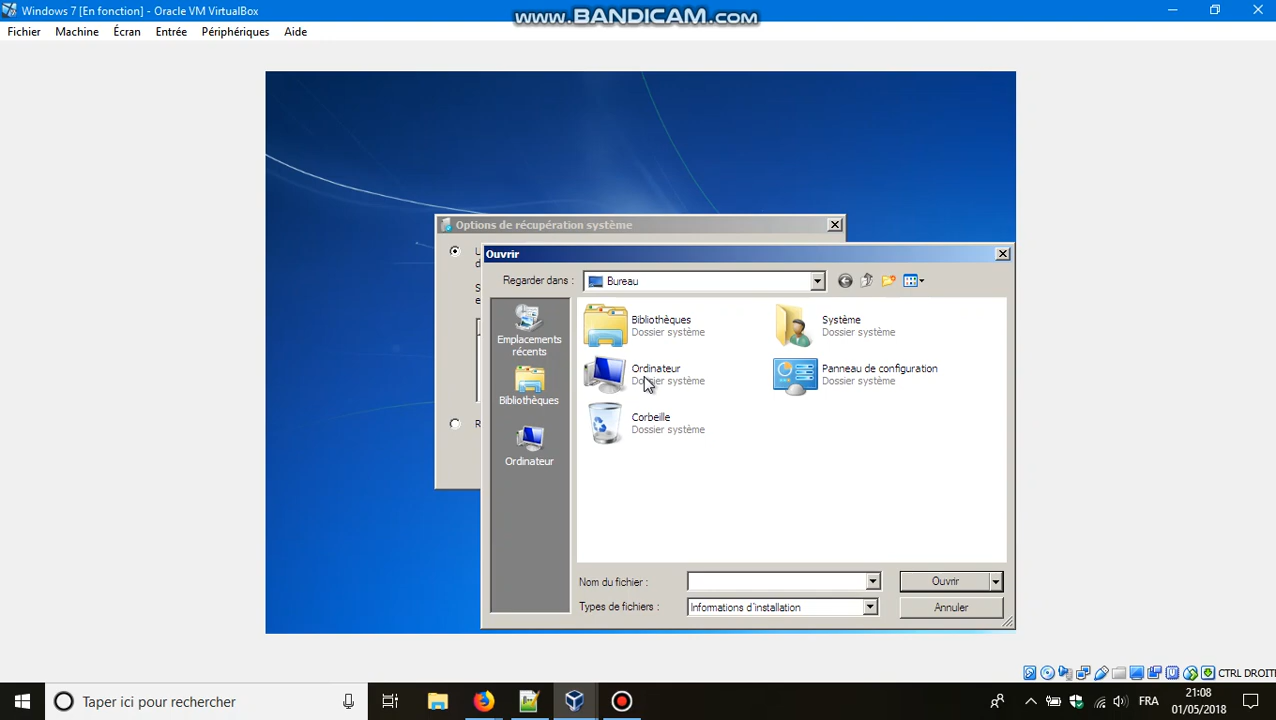 Windows 7 [En fonction] - Oracle VM VirtualBox
www.BANDICAM.com
Fichier Machine Écran Entrée Périphériques Aide
Options de récupération système
Ouvrir
Regarder dans : Bureau
Emplacements récents
Bibliothèques
Ordinateur
Bibliothèques
Dossier système
Système
Dossier système
Ordinateur
Dossier système
Panneau de configuration
Dossier système
Corbeille
Dossier système
Nom du fichier :
Ouvrir
Types de fichiers : Informations d'installation
Annuler
CTRL DROITE
Taper ici pour rechercher
FRA
21:08
01/05/2018